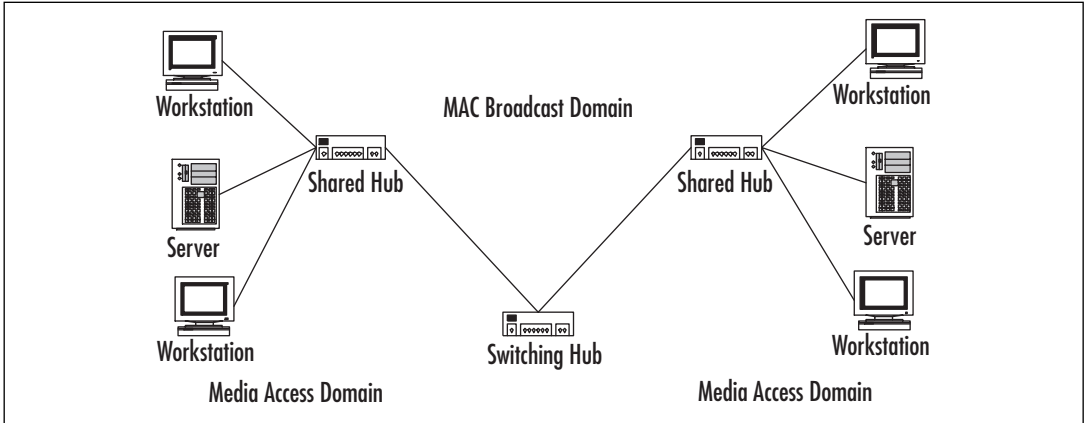 Workstation
MAC Broadcast Domain
Workstation
Shared Hub
Shared Hub
Server
Server
Workstation
Switching Hub
Workstation
Media Access Domain
Media Access Domain